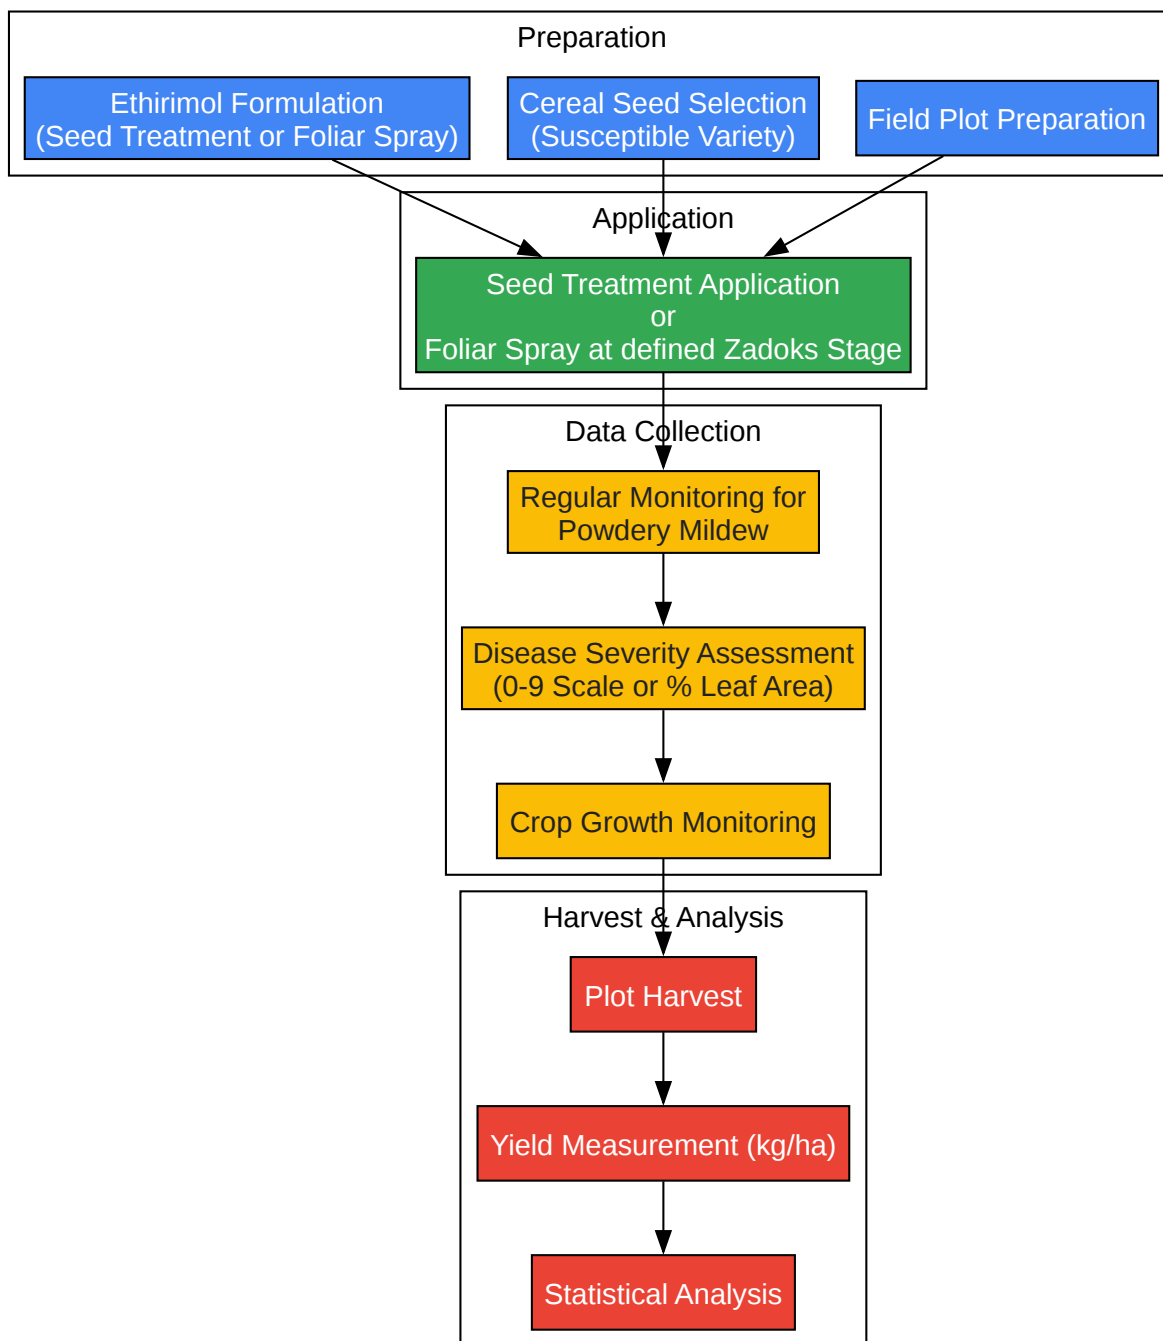 Preparation
Ethirimol Formulation
(Seed Treatment or Foliar Spray)
Cereal Seed Selection
(Susceptible Variety)
Field Plot Preparation
Application
Seed Treatment Application
or
Foliar Spray at defined Zadoks Stage
Data Collection
Regular Monitoring for
Powdery Mildew
Disease Severity Assessment
(0-9 Scale or % Leaf Area)
Crop Growth Monitoring
Harvest & Analysis
Plot Harvest
Yield Measurement (kg/ha)
Statistical Analysis